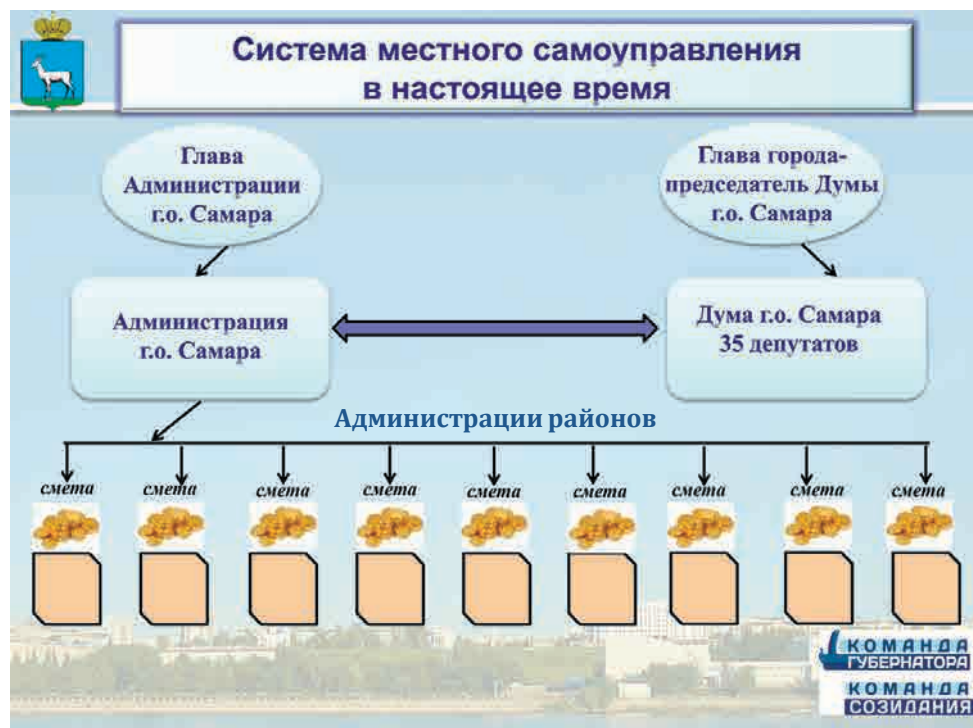 Система местного самоуправления
в настоящее время
Глава
Администрации
г.о. Самара
Глава города-
председатель Думы
г.о. Самара
Администрация
г.о. Самара
Дума г.о. Самара
35 депутатов
Администрации районов
смета смета смета смета смета смета смета смета смета
КОМАНДА
ГУБЕРНАТОРА
КОМАНДА
СОЗИДАНИЯ